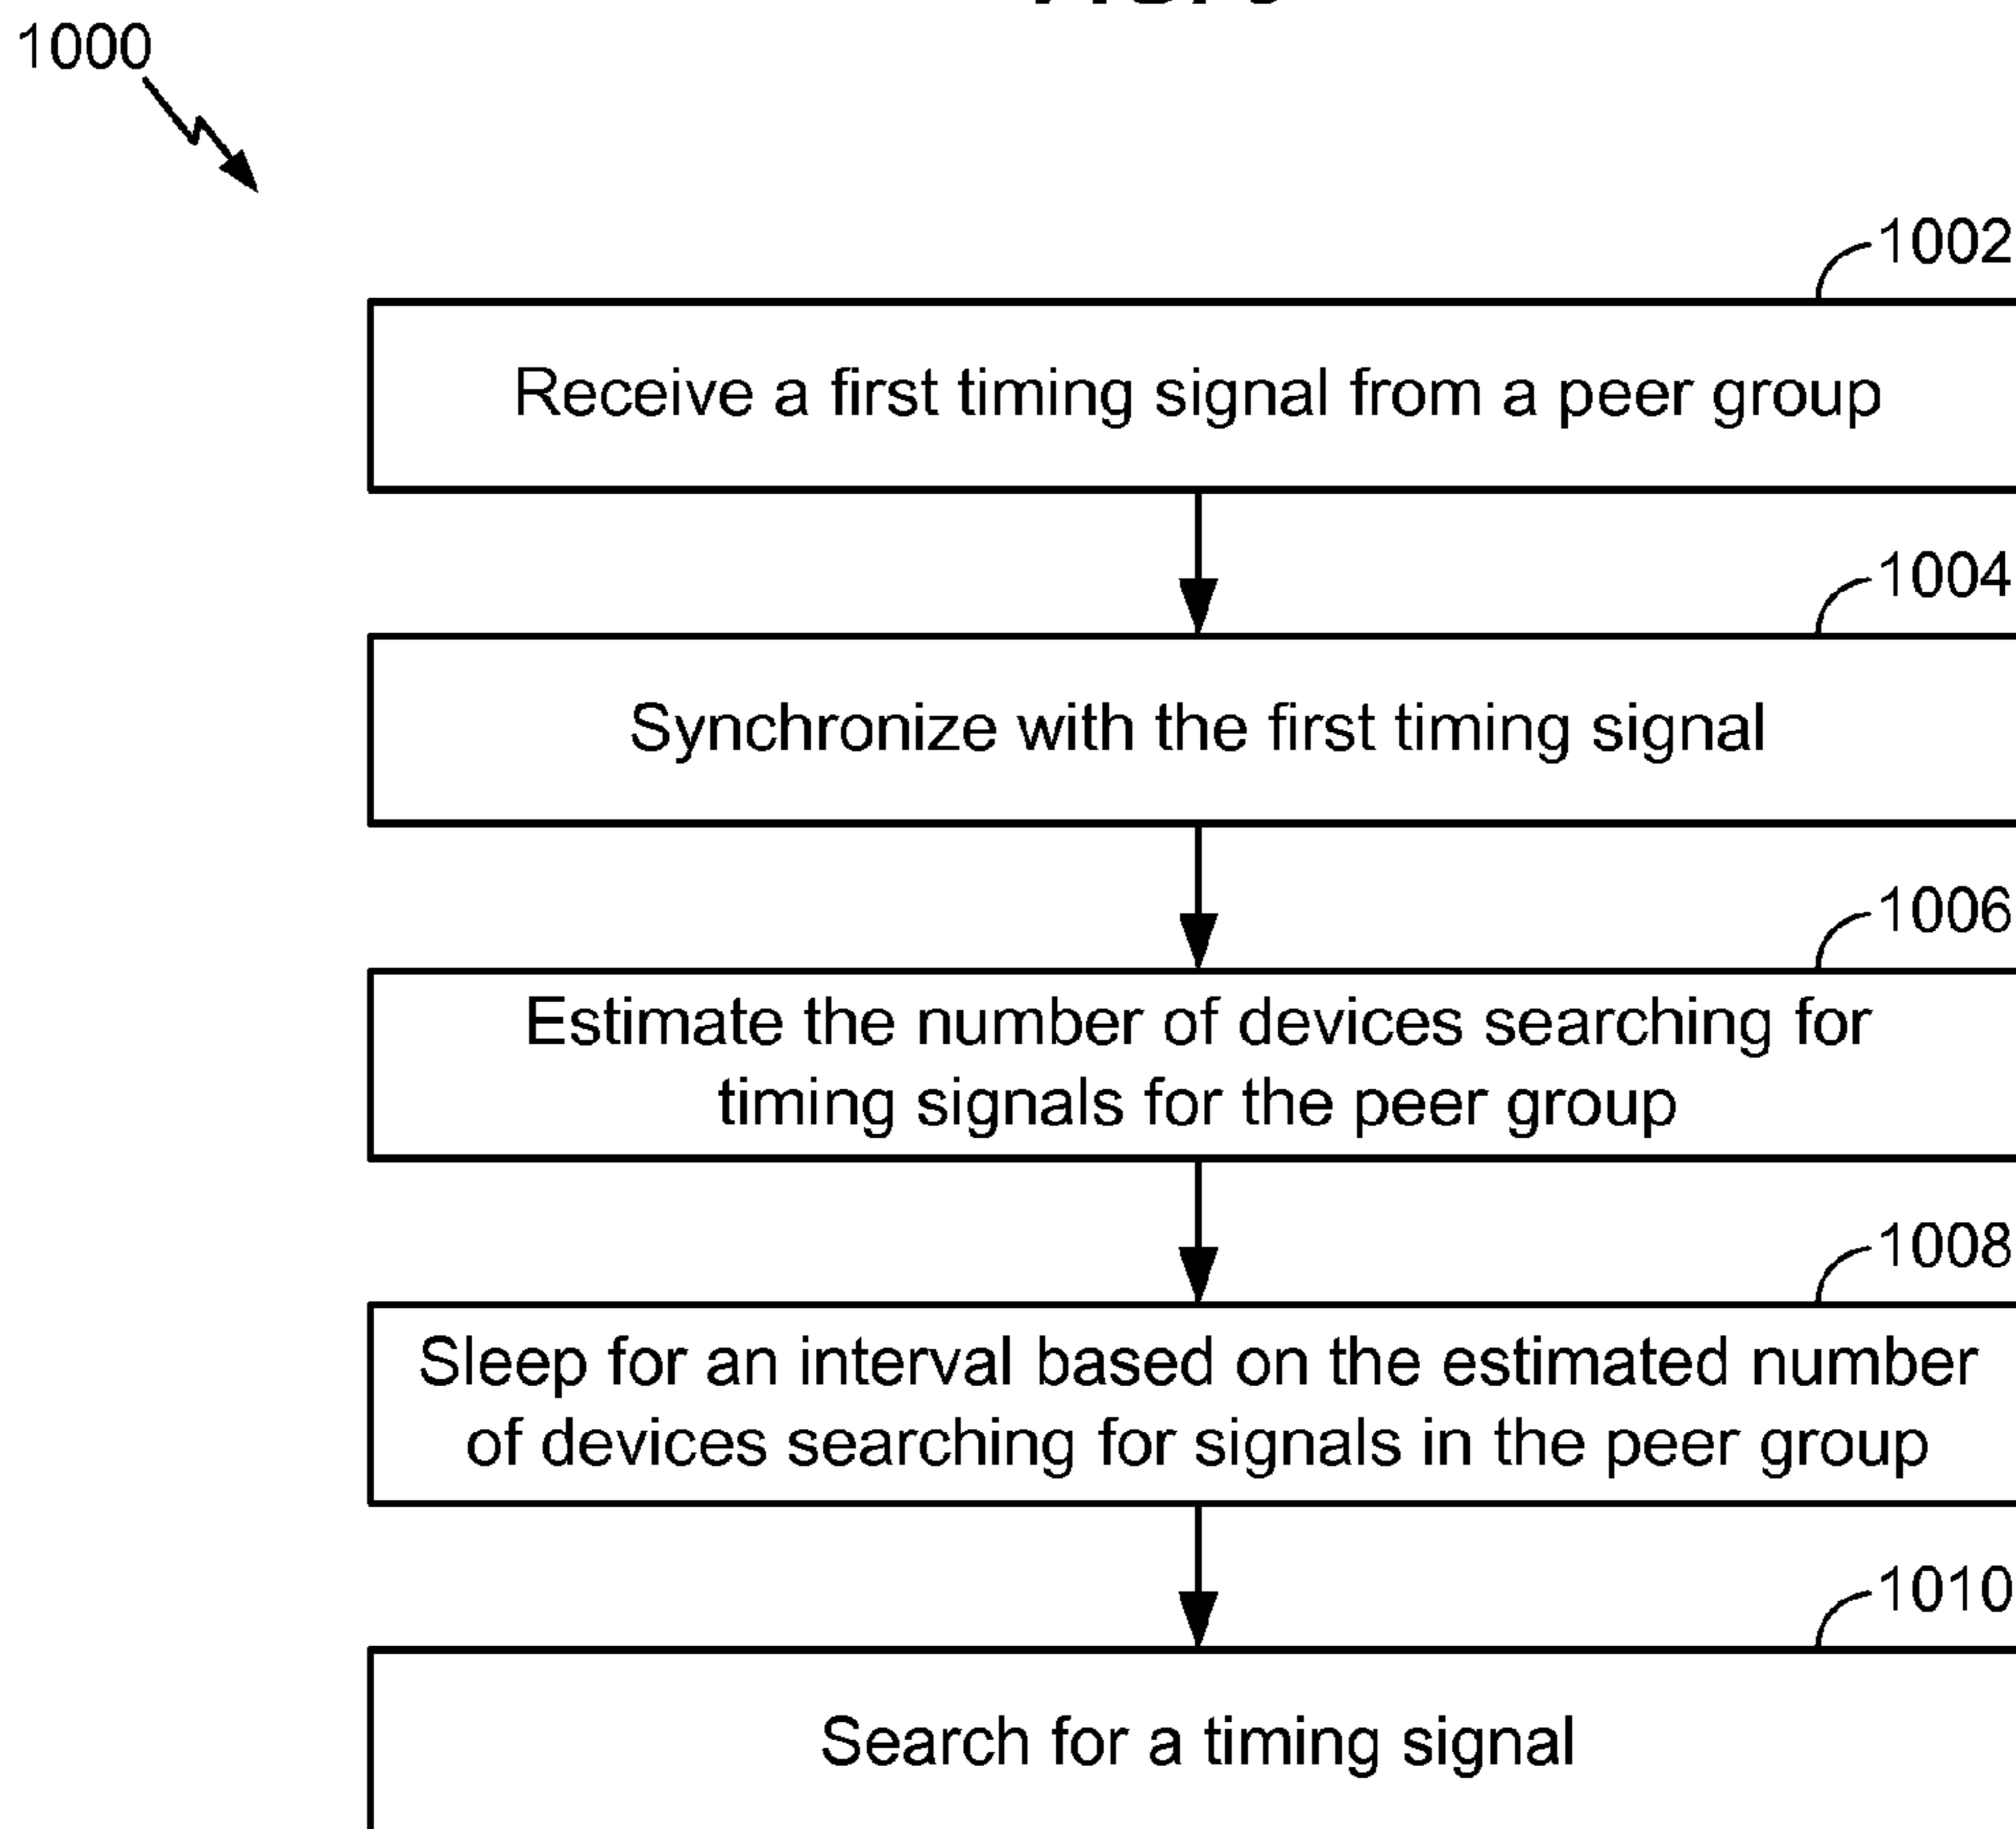 1000
1002
Receive a first timing signal from a peer group
1004
Synchronize with the first timing signal
1006
Estimate the number of devices searching for
timing signals for the peer group
1008
Sleep for an interval based on the estimated number
of devices searching for signals in the peer group
1010
Search for a timing signal